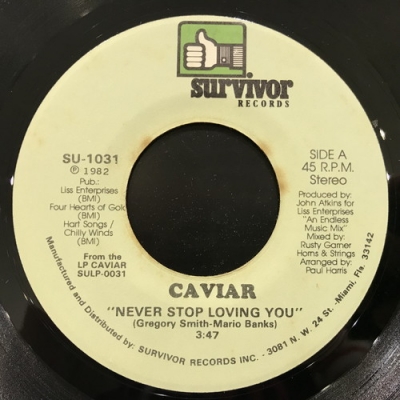 survivor
RECORDS
SU-1031
℗ 1982
Pub.:
Liss Enterprises
(BMI)
Four Hearts of Gold
(BMI)
Hart Songs /
Chilly Winds
(BMI)
From the
LP CAVIAR
SULP-0031
SIDE A
45 R.P.M.
Stereo
Produced by:
John Atkins for
Liss Enterprises
"An Endless
Music Mix"
Mixed by:
Rusty Garner
Horns & Strings
Arranged by:
Paul Harris
CAVIAR
"NEVER STOP LOVING YOU"
(Gregory Smith-Mario Banks)
3:47
Manufactured and Distributed by: SURVIVOR RECORDS INC. - 3081 N.W. 24 St.-Miami, Fla. 33142